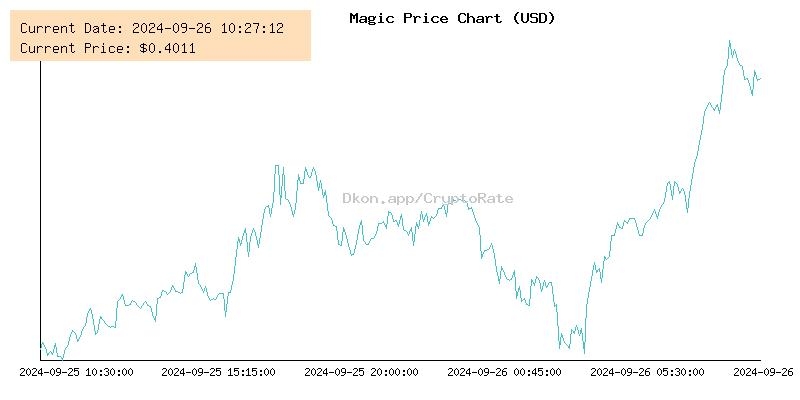 Magic Price Chart (USD)
Current Date: 2024-09-26 10:27:12
Current Price: $0.4011
Dkon.app/CryptoRate
2024-09-25 10:30:00 2024-09-25 15:15:00 2024-09-25 20:00:00 2024-09-26 00:45:00 2024-09-26 05:30:00 2024-09-26